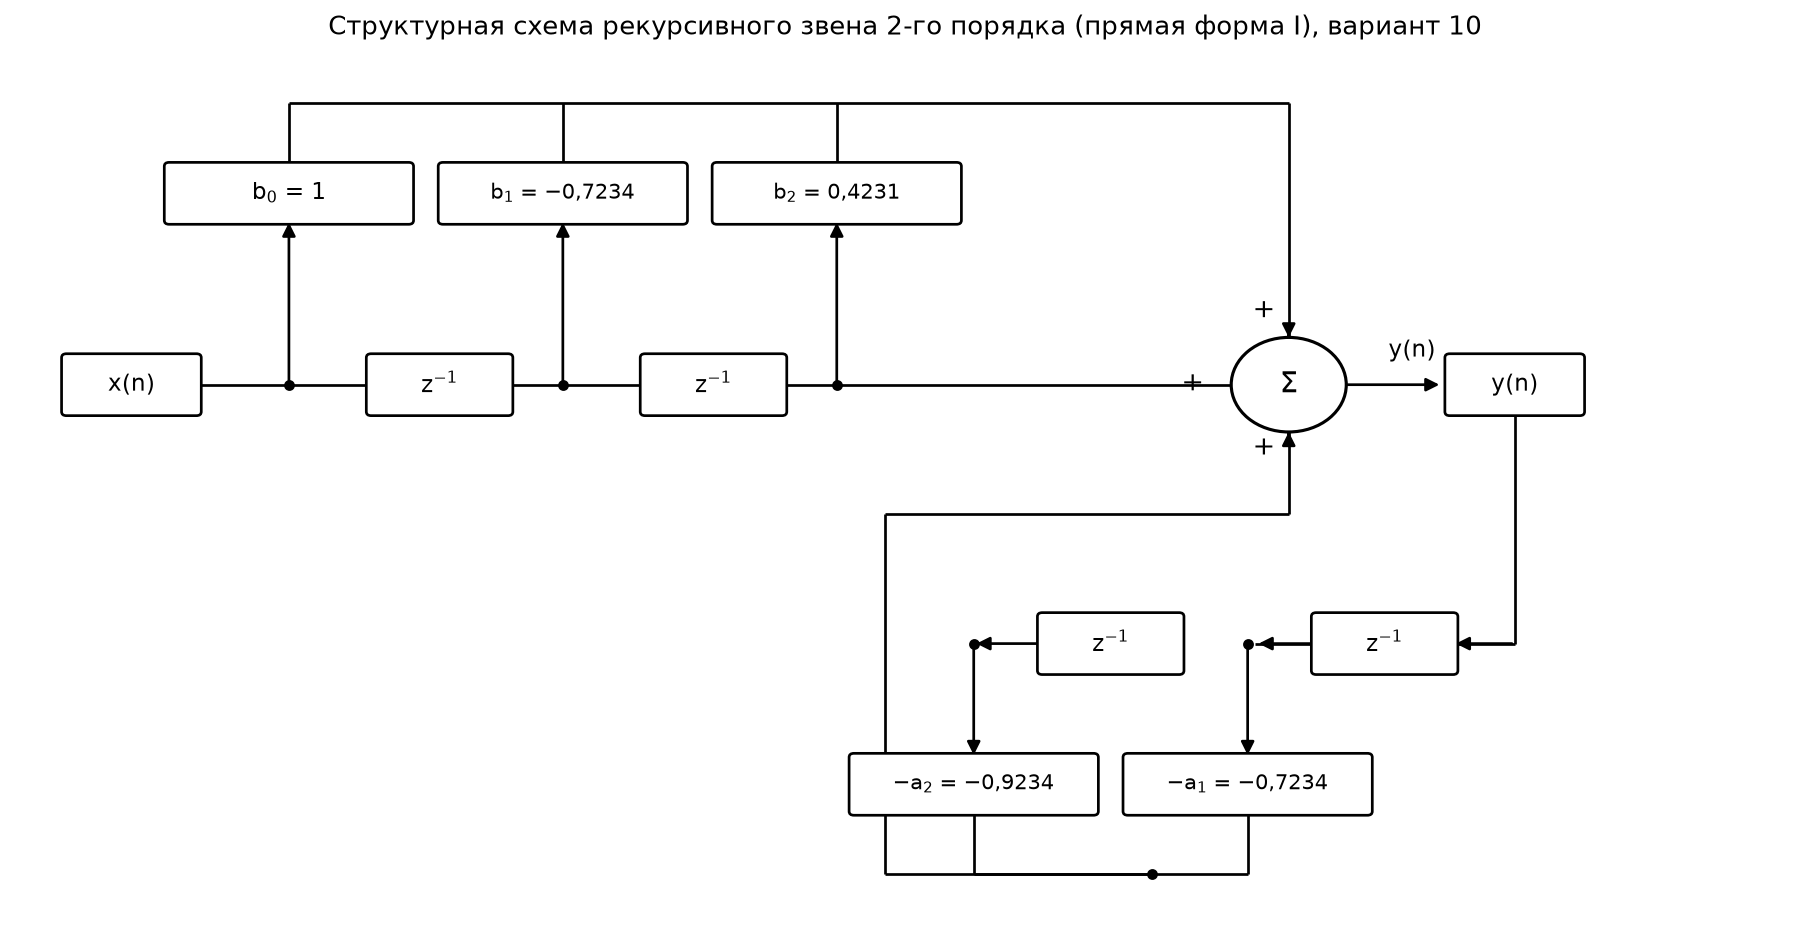 Структурная схема рекурсивного звена 2-го порядка (прямая форма I), вариант 10
b₀ = 1
b₁ = −0,7234
b₂ = 0,4231
+
y(n)
x(n)
z⁻¹
z⁻¹
+
Σ
y(n)
+
z⁻¹
z⁻¹
−a₂ = −0,9234
−a₁ = −0,7234